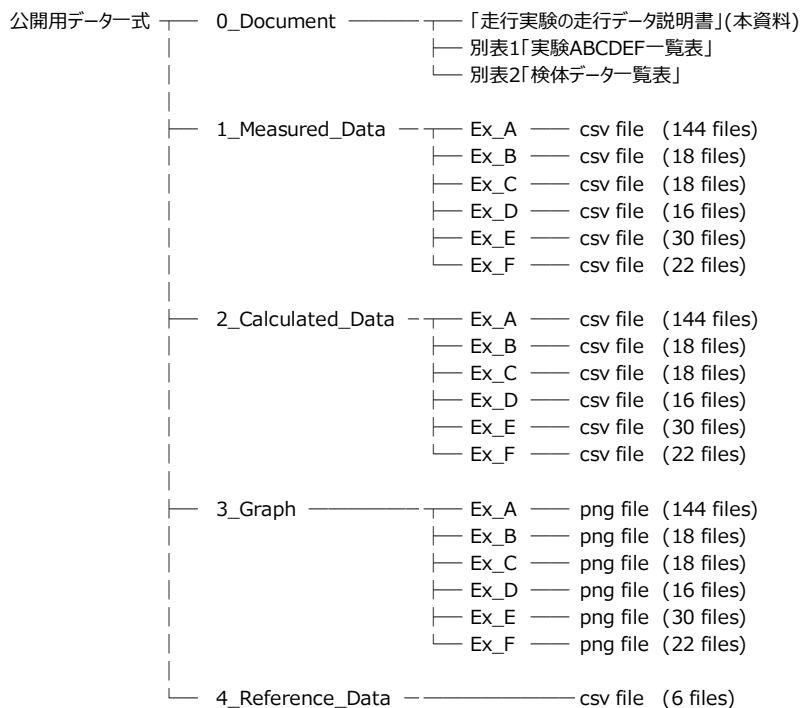 公開用データ一式 0_Document 「走行実験の走行データ説明書」(本資料)
別表1「実験ABCDEF一覧表」
別表2「検体データ一覧表」
1_Measured_Data Ex_A csv file (144 files)
Ex_B csv file (18 files)
Ex_C csv file (18 files)
Ex_D csv file (16 files)
Ex_E csv file (30 files)
Ex_F csv file (22 files)
2_Calculated_Data Ex_A csv file (144 files)
Ex_B csv file (18 files)
Ex_C csv file (18 files)
Ex_D csv file (16 files)
Ex_E csv file (30 files)
Ex_F csv file (22 files)
3_Graph Ex_A png file (144 files)
Ex_B png file (18 files)
Ex_C png file (18 files)
Ex_D png file (16 files)
Ex_E png file (30 files)
Ex_F png file (22 files)
4_Reference_Data csv file (6 files)